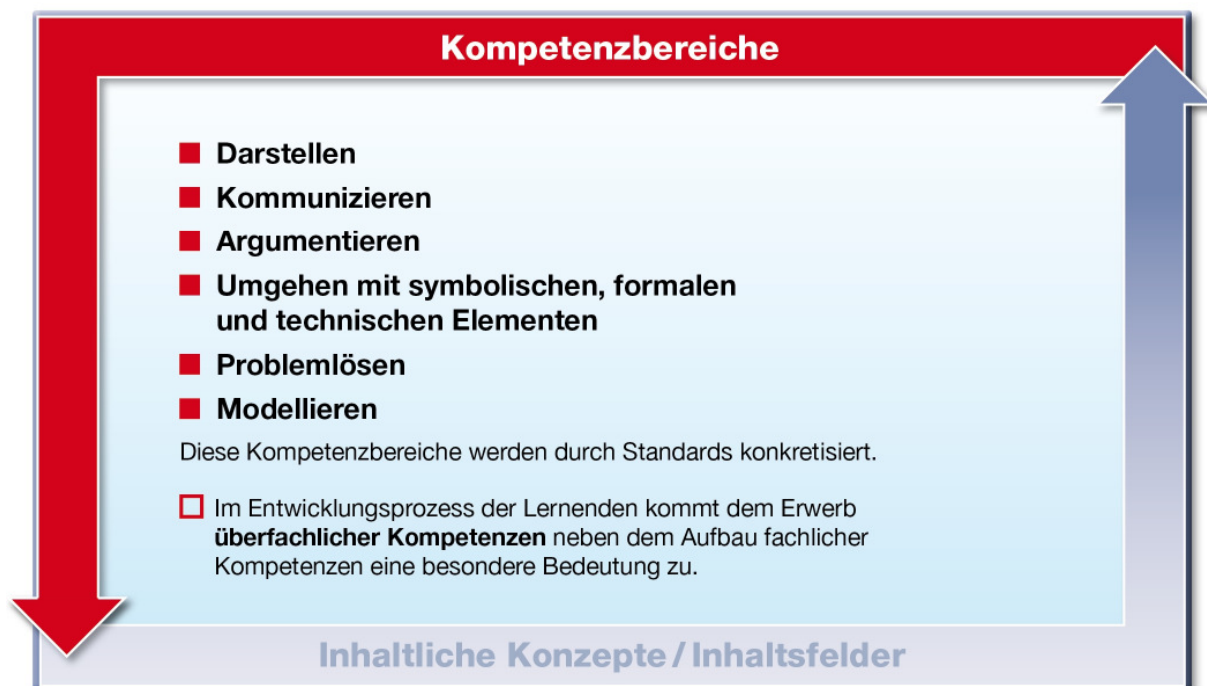 Kompetenzbereiche
Darstellen
Kommunizieren
Argumentieren
Umgehen mit symbolischen, formalen
und technischen Elementen
Problemlösen
Modellieren
Diese Kompetenzbereiche werden durch Standards konkretisiert.
Im Entwicklungsprozess der Lernenden kommt dem Erwerb
überfachlicher Kompetenzen neben dem Aufbau fachlicher
Kompetenzen eine besondere Bedeutung zu.
Inhaltliche Konzepte / Inhaltsfelder